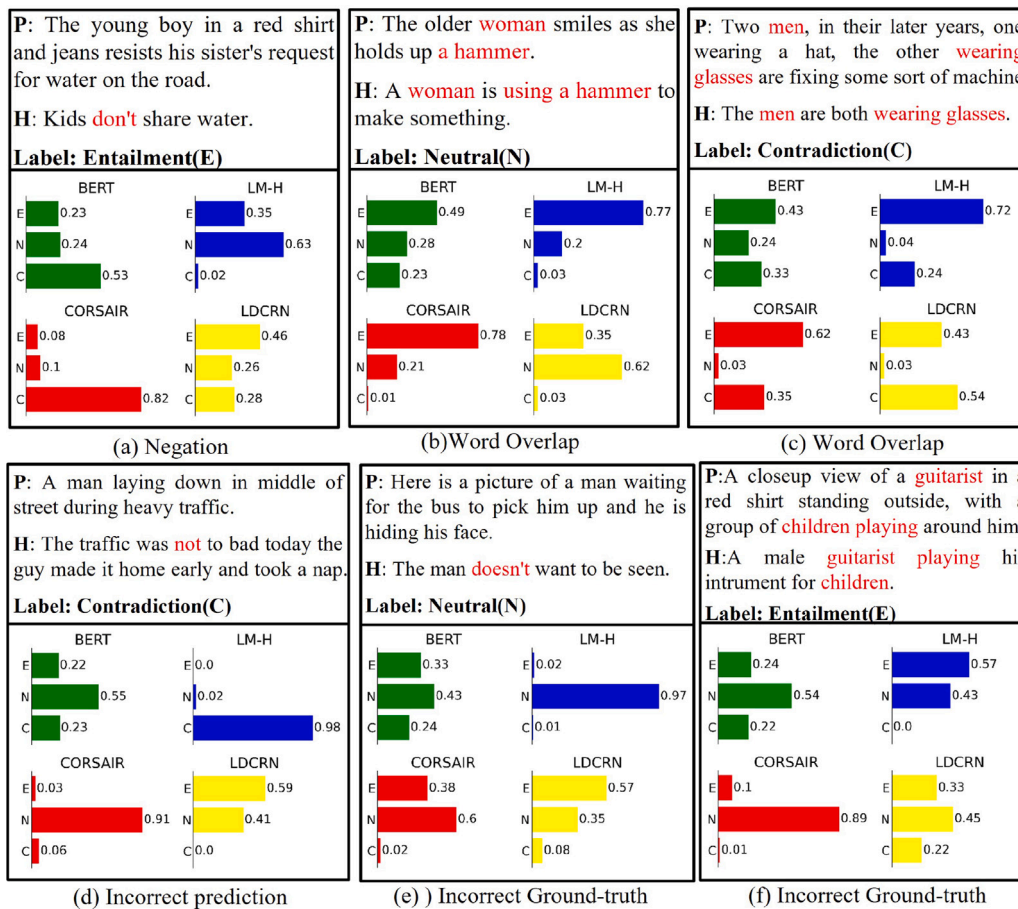 P: The young boy in a red shirt
and jeans resists his sister's request
for water on the road.
H: Kids don't share water.
Label: Entailment(E)
BERT
E 0.23
N 0.24
C 0.53
LM-H
E 0.35
N 0.63
C 0.02
CORSAIR
E 0.08
N 0.1
C 0.82
LDCRN
E 0.46
N 0.26
C 0.28
(a) Negation
P: The older woman smiles as she
holds up a hammer.
H: A woman is using a hammer to
make something.
Label: Neutral(N)
BERT
E 0.49
N 0.28
C 0.23
LM-H
E 0.77
N 0.2
C 0.03
CORSAIR
E 0.78
N 0.21
C 0.01
LDCRN
E 0.35
N 0.62
C 0.03
(b)Word Overlap
P: Two men, in their later years, one
wearing a hat, the other wearing
glasses are fixing some sort of machine
H: The men are both wearing glasses.
Label: Contradiction(C)
BERT
E 0.43
N 0.24
C 0.33
LM-H
E 0.72
N 0.04
C 0.24
CORSAIR
E 0.62
N 0.03
C 0.35
LDCRN
E 0.43
N 0.03
C 0.54
(c) Word Overlap
P: A man laying down in middle of
street during heavy traffic.
H: The traffic was not to bad today the
guy made it home early and took a nap.
Label: Contradiction(C)
BERT
E 0.22
N 0.55
C 0.23
LM-H
E 0.0
N 0.02
C 0.98
CORSAIR
E 0.03
N 0.91
C 0.06
LDCRN
E 0.59
N 0.41
C 0.0
(d) Incorrect prediction
P: Here is a picture of a man waiting
for the bus to pick him up and he is
hiding his face.
H: The man doesn't want to be seen.
Label: Neutral(N)
BERT
E 0.33
N 0.43
C 0.24
LM-H
E 0.02
N 0.97
C 0.01
CORSAIR
E 0.38
N 0.6
C 0.02
LDCRN
E 0.57
N 0.35
C 0.08
(e) ) Incorrect Ground-truth
P:A closeup view of a guitarist in
red shirt standing outside, with
group of children playing around him
H:A male guitarist playing hi
intrument for children.
Label: Entailment(E)
BERT
E 0.24
N 0.54
C 0.22
LM-H
E 0.57
N 0.43
C 0.0
CORSAIR
E 0.1
N 0.89
C 0.01
LDCRN
E 0.33
N 0.45
C 0.22
(f) Incorrect Ground-truth